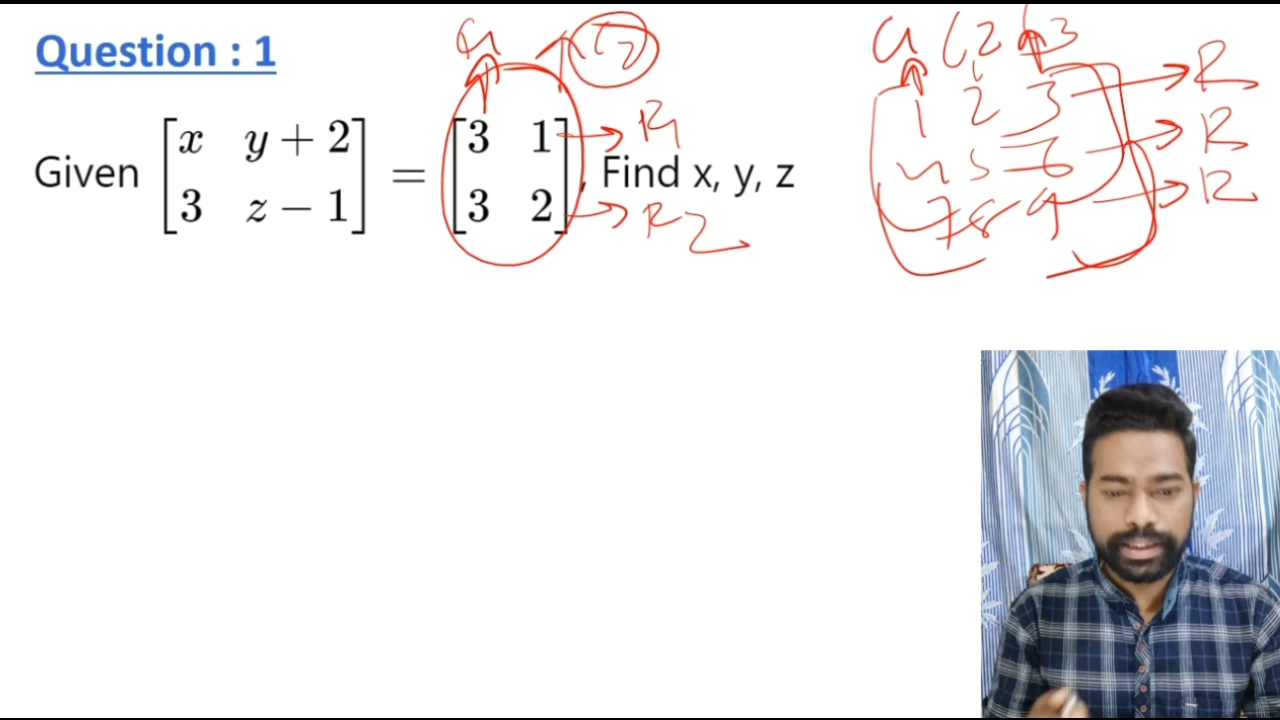 Question : 1
C1 C2
C1 C2 C3
Given [x y + 2] = [3 1], Find x, y, z
[3 z − 1] [3 2]
R1
R2
1 2 3 R
4 5 6 R
7 8 9 R